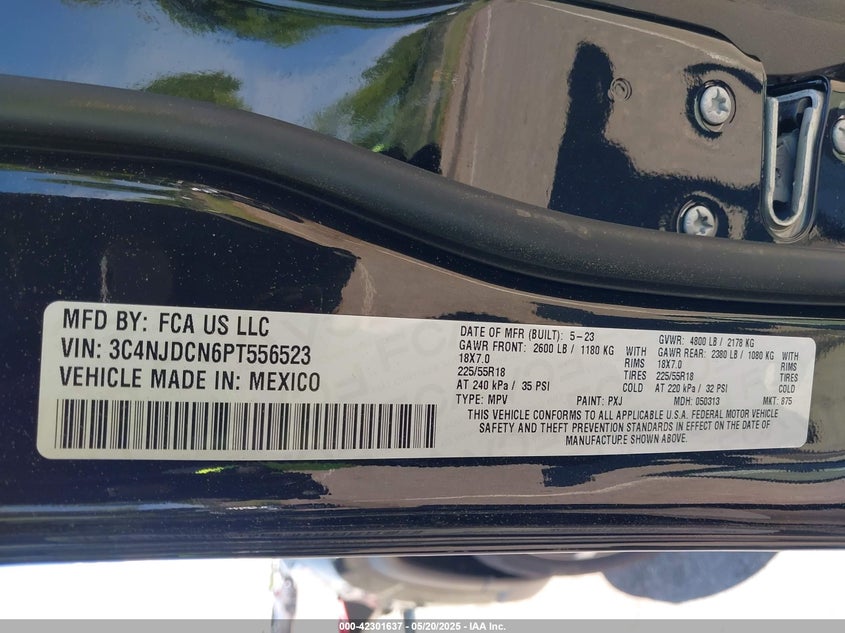 MFD BY: FCA US LLC
VIN: 3C4NJDCN6PT556523
VEHICLE MADE IN: MEXICO
DATE OF MFR (BUILT): 5-23 GVWR: 4800 LB / 2178 KG
GAWR FRONT: 2600 LB / 1180 KG WITH GAWR REAR: 2380 LB / 1080 KG WITH
18X7.0 RIMS 18X7.0 RIMS
225/55R18 TIRES 225/55R18 TIRES
AT 240 kPa / 35 PSI COLD AT 220 kPa / 32 PSI COLD
TYPE: MPV PAINT: PXJ MDH: 050313 MKT: 875
THIS VEHICLE CONFORMS TO ALL APPLICABLE U.S.A. FEDERAL MOTOR VEHICLE
SAFETY AND THEFT PREVENTION STANDARDS IN EFFECT ON THE DATE OF
MANUFACTURE SHOWN ABOVE.
000-42301637 - 05/20/2025 - IAA Inc.